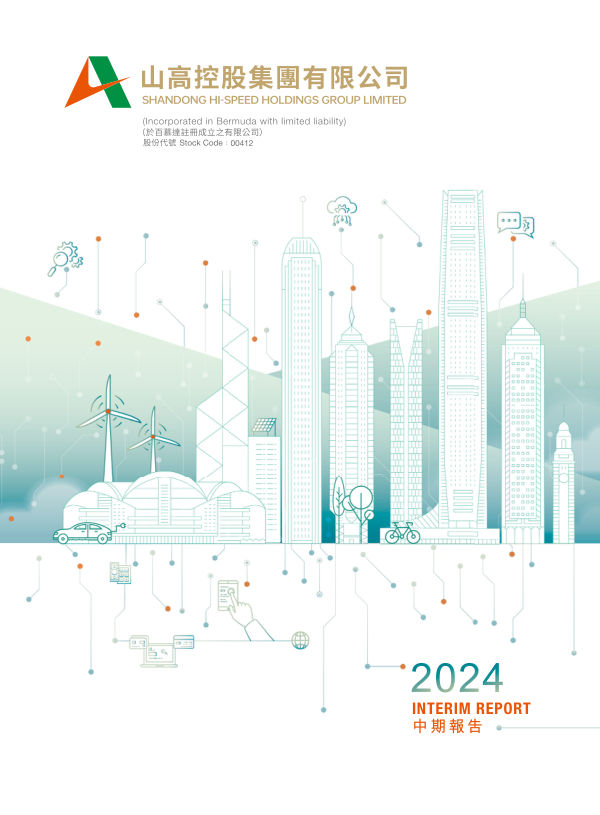 山高控股集團有限公司
SHANDONG HI-SPEED HOLDINGS GROUP LIMITED
(Incorporated in Bermuda with limited liability)
(於百慕達註冊成立之有限公司)
股份代號 Stock Code : 00412
2024
INTERIM REPORT
中期報告